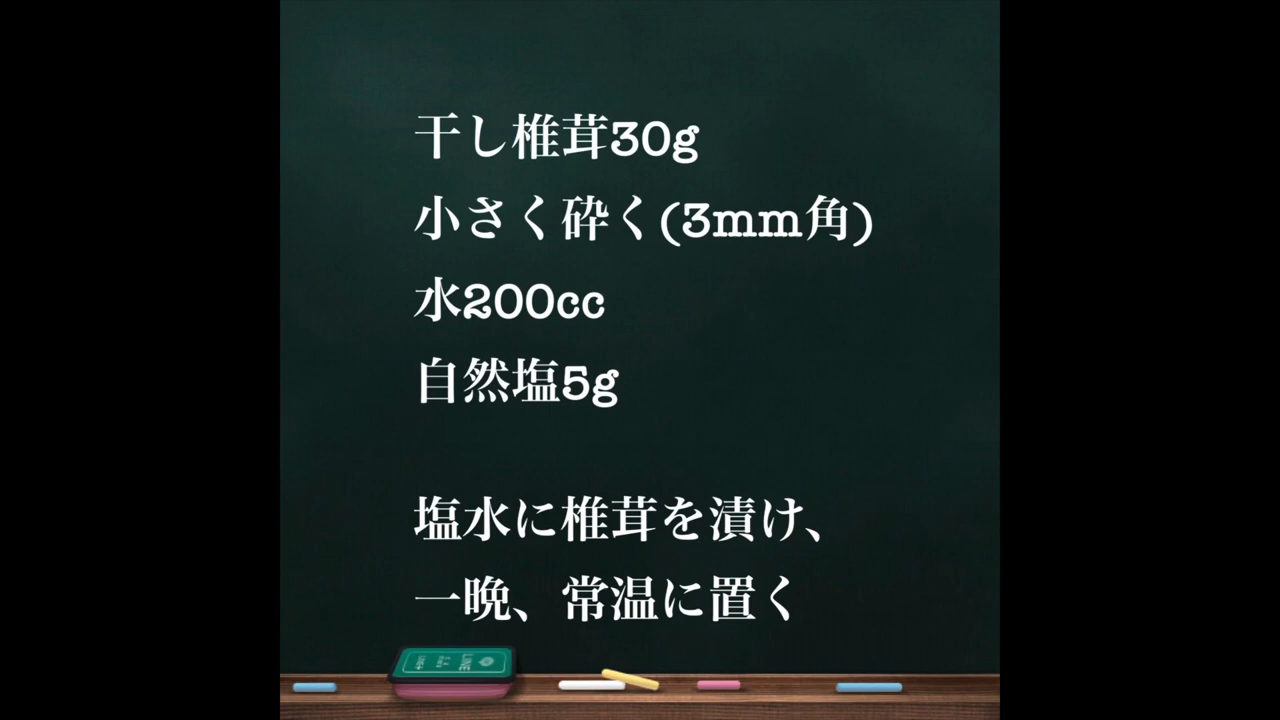 干し椎茸30g
小さく砕く(3mm角)
水200cc
自然塩5g
塩水に椎茸を漬け、
一晩、常温に置く
LINE